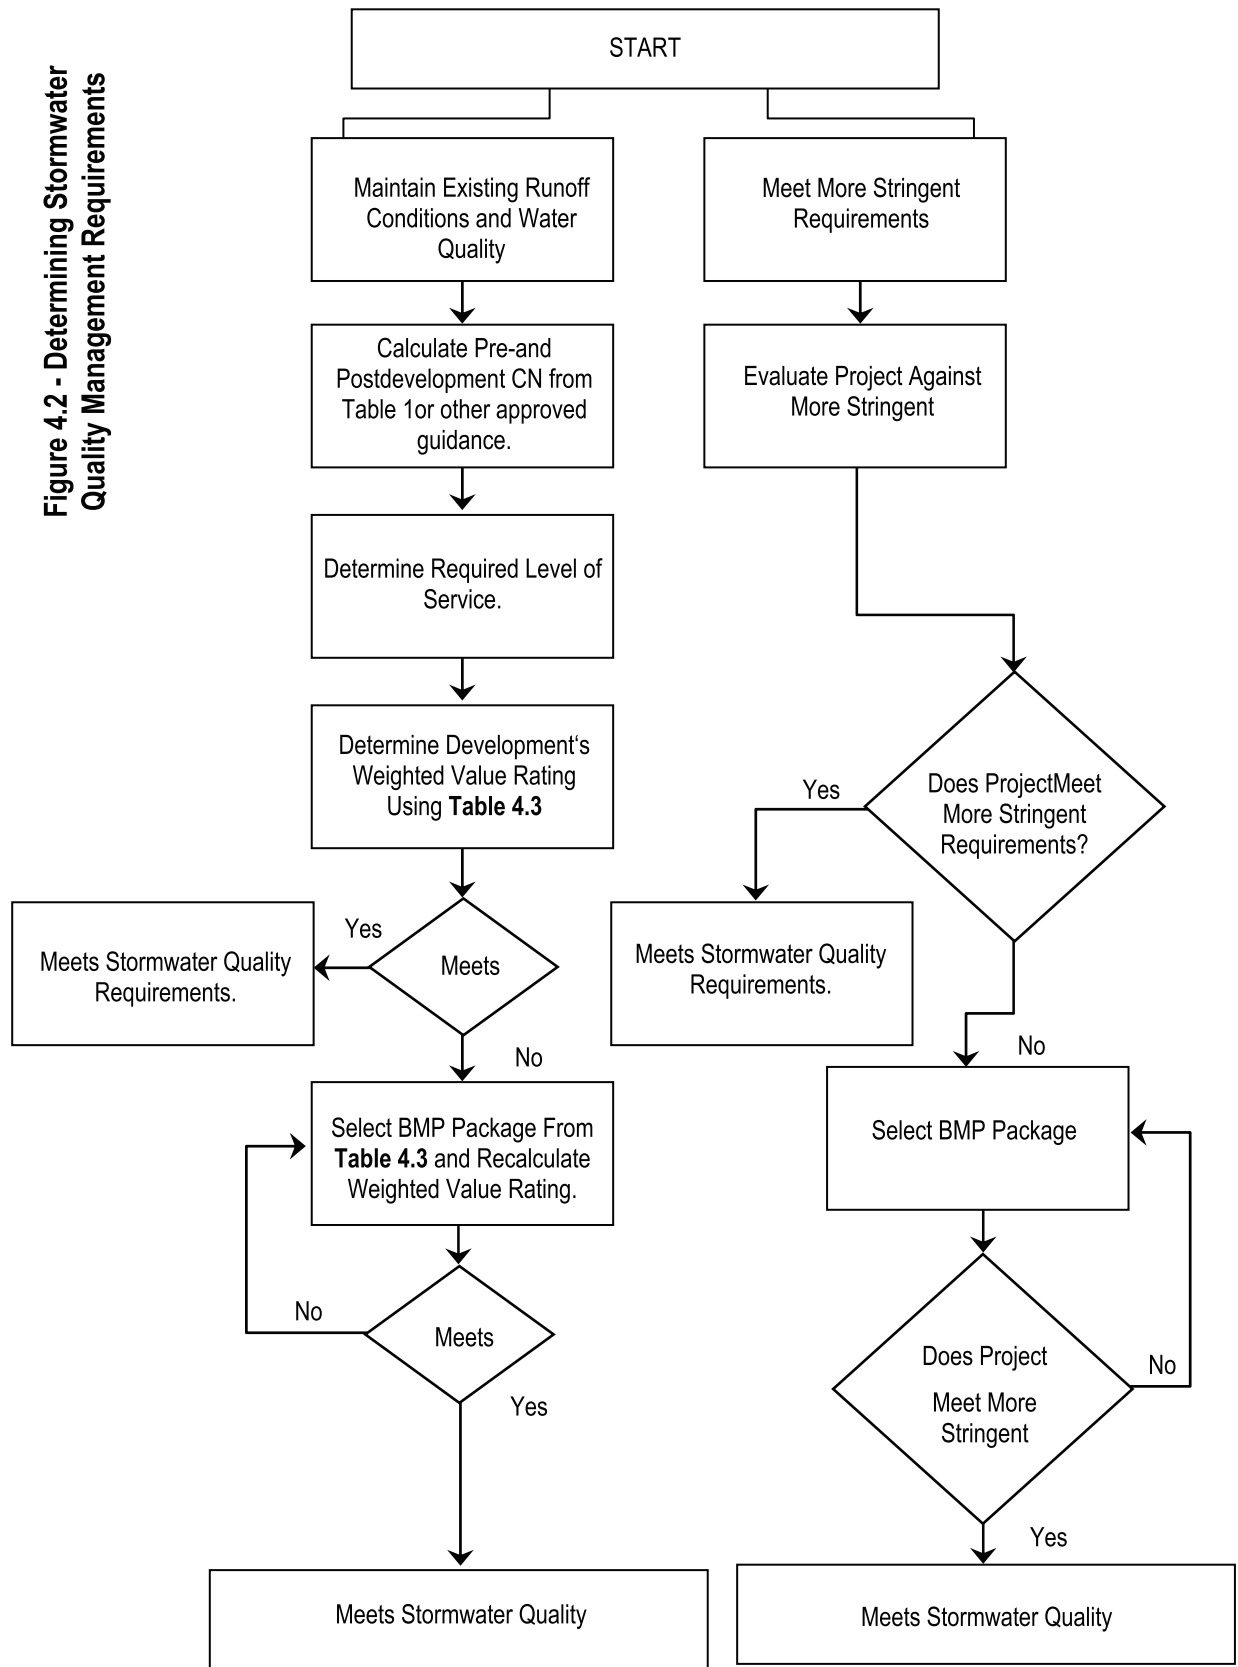 Figure 4.2 - Determining Stormwater
Quality Management Requirements
START
Maintain Existing Runoff
Conditions and Water
Quality
Meet More Stringent
Requirements
Calculate Pre-and
Postdevelopment CN from
Table 1or other approved
guidance.
Evaluate Project Against
More Stringent
Determine Required Level of
Service.
Determine Development‘s
Weighted Value Rating
Using Table 4.3
Does ProjectMeet
More Stringent
Requirements?
Yes
Yes
Meets
Meets Stormwater Quality
Requirements.
Meets Stormwater Quality
Requirements.
No
No
Select BMP Package From
Table 4.3 and Recalculate
Weighted Value Rating.
Select BMP Package
No
Meets
Yes
Does Project
Meet More
Stringent
No
Yes
Meets Stormwater Quality
Meets Stormwater Quality